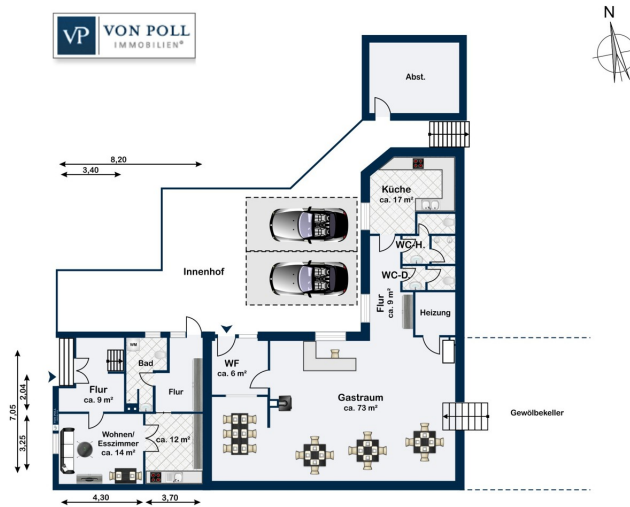 VP VON POLL
IMMOBILIEN®
N
Abst.
8,20
3,40
Küche
ca. 17 m²
WC-H.
WC-D.
Innenhof
Flur
ca. 9 m²
Heizung
WM
Bad
WF
ca. 6 m²
Flur
ca. 9 m²
Flur
Gastraum
ca. 73 m²
Gewölbekeller
7,05
2,04
3,25
Wohnen/
Esszimmer
ca. 14 m²
ca. 12 m²
4,30
3,70